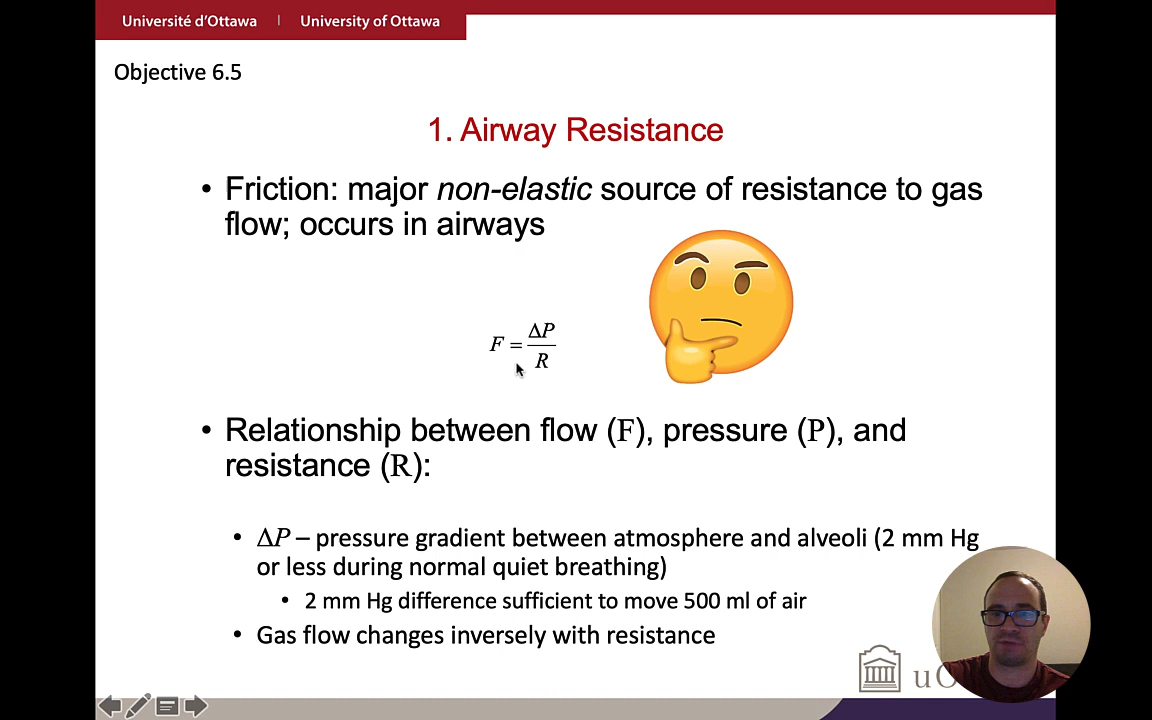 Université d'Ottawa | University of Ottawa
Objective 6.5
1. Airway Resistance
• Friction: major non-elastic source of resistance to gas
flow; occurs in airways
F = ΔP / R
• Relationship between flow (F), pressure (P), and
resistance (R):
• ΔP – pressure gradient between atmosphere and alveoli (2 mm Hg
or less during normal quiet breathing)
• 2 mm Hg difference sufficient to move 500 ml of air
• Gas flow changes inversely with resistance